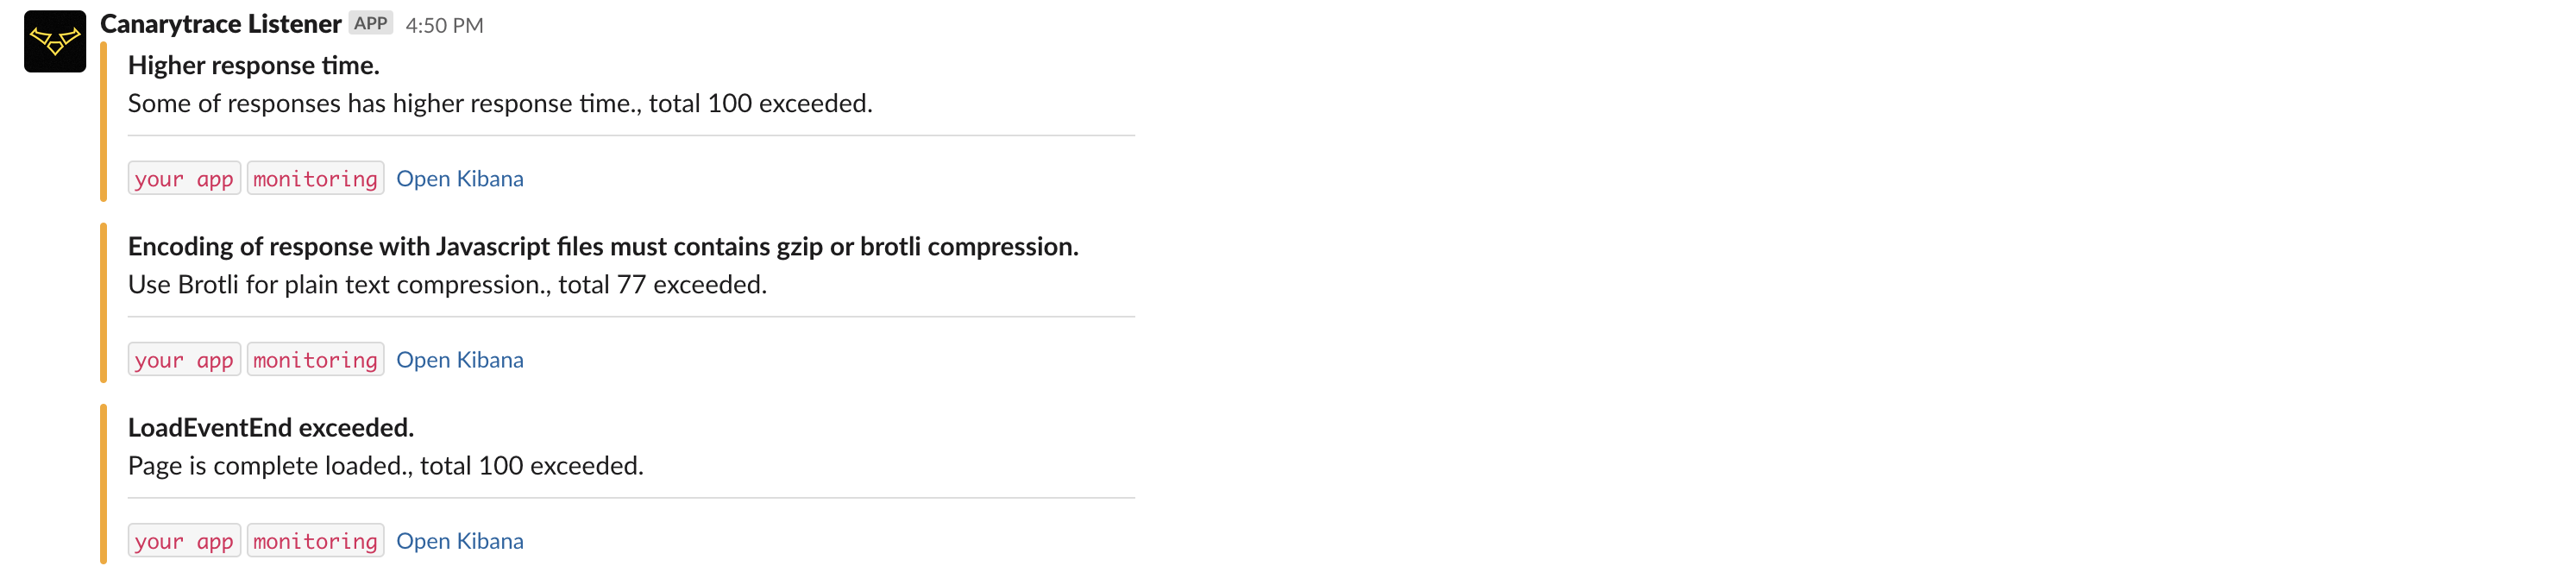 Canarytrace Listener APP 4:50 PM
Higher response time.
Some of responses has higher response time., total 100 exceeded.
your app monitoring Open Kibana
Encoding of response with Javascript files must contains gzip or brotli compression.
Use Brotli for plain text compression., total 77 exceeded.
your app monitoring Open Kibana
LoadEventEnd exceeded.
Page is complete loaded., total 100 exceeded.
your app monitoring Open Kibana